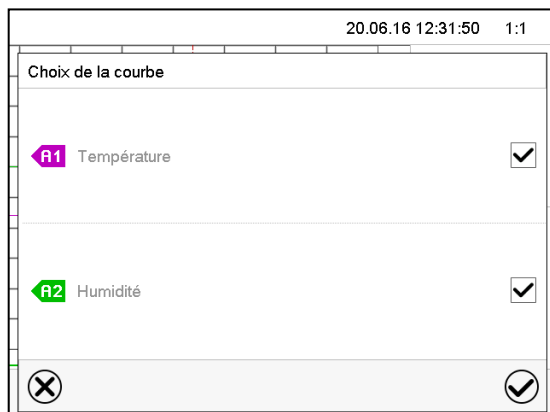 20.06.16 12:31:50 1:1
Choix de la courbe
A1 Température
A2 Humidité